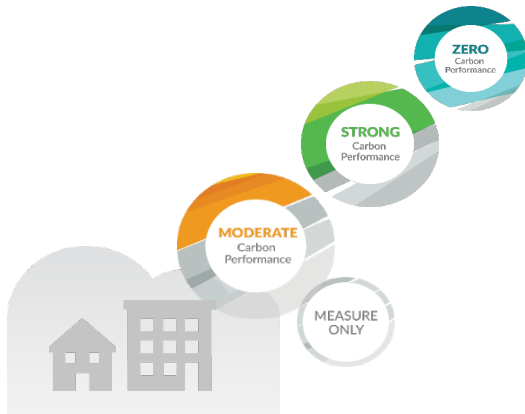 ZERO
Carbon
Performance
STRONG
Carbon
Performance
MODERATE
Carbon
Performance
MEASURE
ONLY